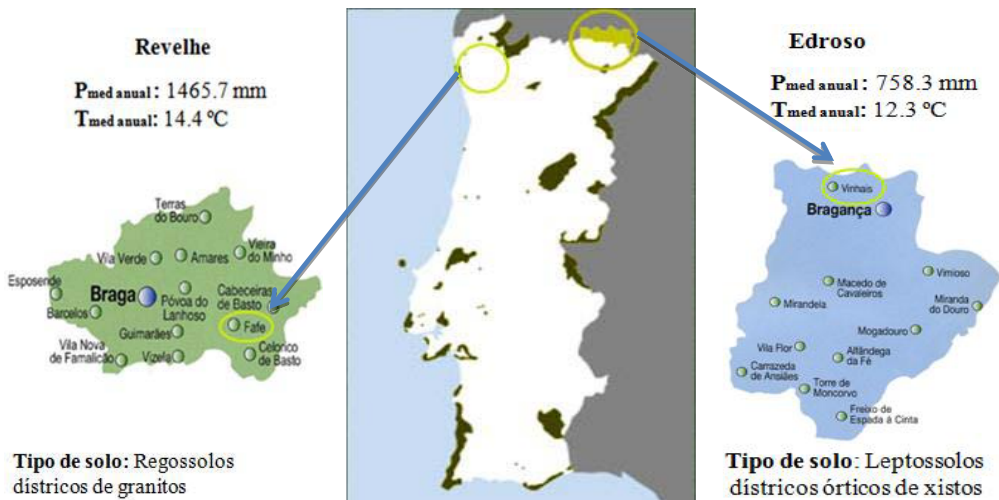 Revelhe
Pmed anual: 1465.7 mm
Tmed anual: 14.4 ºC
Terras
do Bouro
Vila Verde
Amares
Vieira
do Minho
Esposende
Braga
Póvoa do
Lanhoso
Cabeceiras
de Basto
Barcelos
Guimarães
Fafe
Vila Nova
de Famalicão
Vizela
Celorico
de Basto
Tipo de solo: Regossolos
districos de granitos
Edroso
Pmed anual: 758.3 mm
Tmed anual: 12.3 ºC
Vinhais
Bragança
Macedo de
Cavaleiros
Vimioso
Mirandela
Miranda
do Douro
Mogadouro
Vila Flor
Alfândega
da Fé
Carrazeda
de Ansiães
Torre de
Moncorvo
Freixo de
Espada à Cinta
Tipo de solo: Leptossolos
districos órticos de xistos